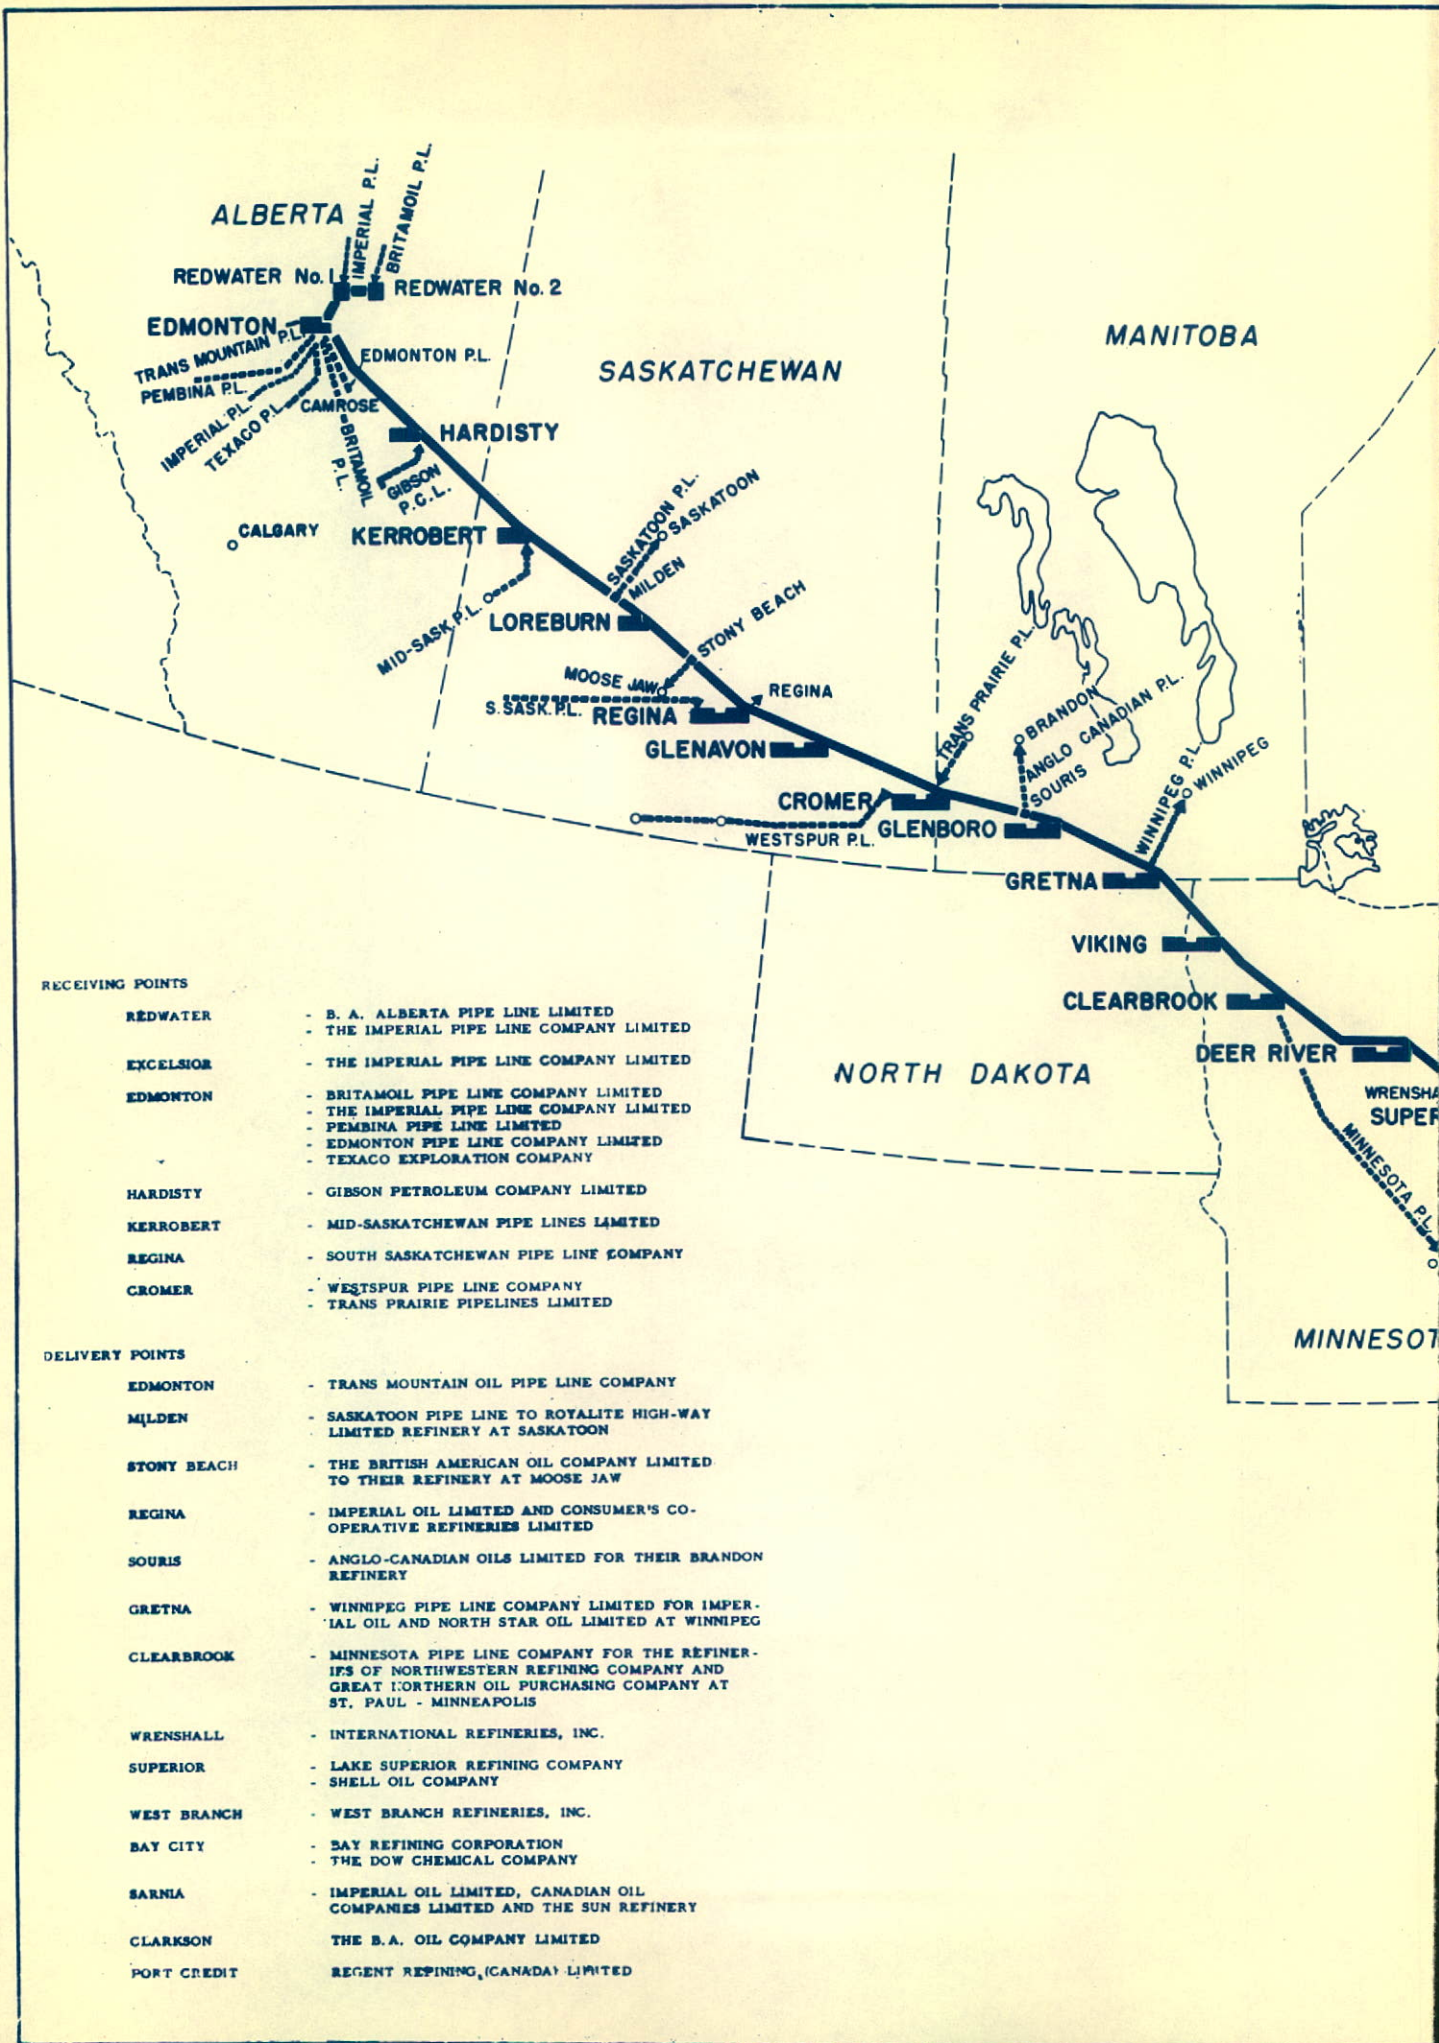 ALBERTA
IMPERIAL P.L.
BRITAMOIL P.L.
REDWATER No. 1
REDWATER No. 2
EDMONTON
TRANS MOUNTAIN P.L.
PEMBINA P.L.
IMPERIAL P.L.
TEXACO P.L.
EDMONTON P.L.
CAMROSE
BRITAMOIL
P.L.
HARDISTY
GIBSON
P.C.L.
CALGARY
KERROBERT
SASKATCHEWAN
MANITOBA
SASKATOON P.L.
SASKATOON
MILDEN
MID-SASK. P.L.
LOREBURN
STONY BEACH
MOOSE JAW
S. SASK. P.L.
REGINA
REGINA
GLENAVON
TRANS PRAIRIE P.L.
BRANDON
ANGLO CANADIAN P.L.
SOURIS
CROMER
WESTSPUR P.L.
GLENBORO
WINNIPEG P.L.
WINNIPEG
GRETNA
VIKING
CLEARBROOK
DEER RIVER
NORTH DAKOTA
WRENSHA
SUPER
MINNESOTA P.L.
MINNESOT
RECEIVING POINTS
REDWATER - B. A. ALBERTA PIPE LINE LIMITED
- THE IMPERIAL PIPE LINE COMPANY LIMITED
EXCELSIOR - THE IMPERIAL PIPE LINE COMPANY LIMITED
EDMONTON - BRITAMOIL PIPE LINE COMPANY LIMITED
- THE IMPERIAL PIPE LINE COMPANY LIMITED
- PEMBINA PIPE LINE LIMITED
- EDMONTON PIPE LINE COMPANY LIMITED
- TEXACO EXPLORATION COMPANY
HARDISTY - GIBSON PETROLEUM COMPANY LIMITED
KERROBERT - MID-SASKATCHEWAN PIPE LINES LIMITED
REGINA - SOUTH SASKATCHEWAN PIPE LINE COMPANY
CROMER - WESTSPUR PIPE LINE COMPANY
- TRANS PRAIRIE PIPELINES LIMITED
DELIVERY POINTS
EDMONTON - TRANS MOUNTAIN OIL PIPE LINE COMPANY
MILDEN - SASKATOON PIPE LINE TO ROYALITE HIGH-WAY
LIMITED REFINERY AT SASKATOON
STONY BEACH - THE BRITISH AMERICAN OIL COMPANY LIMITED
TO THEIR REFINERY AT MOOSE JAW
REGINA - IMPERIAL OIL LIMITED AND CONSUMER'S CO-
OPERATIVE REFINERIES LIMITED
SOURIS - ANGLO-CANADIAN OILS LIMITED FOR THEIR BRANDON
REFINERY
GRETNA - WINNIPEG PIPE LINE COMPANY LIMITED FOR IMPER-
IAL OIL AND NORTH STAR OIL LIMITED AT WINNIPEG
CLEARBROOK - MINNESOTA PIPE LINE COMPANY FOR THE REFINER-
IES OF NORTHWESTERN REFINING COMPANY AND
GREAT NORTHERN OIL PURCHASING COMPANY AT
ST. PAUL - MINNEAPOLIS
WRENSHALL - INTERNATIONAL REFINERIES, INC.
SUPERIOR - LAKE SUPERIOR REFINING COMPANY
- SHELL OIL COMPANY
WEST BRANCH - WEST BRANCH REFINERIES, INC.
BAY CITY - BAY REFINING CORPORATION
- THE DOW CHEMICAL COMPANY
SARNIA - IMPERIAL OIL LIMITED, CANADIAN OIL
COMPANIES LIMITED AND THE SUN REFINERY
CLARKSON THE B.A. OIL COMPANY LIMITED
PORT CREDIT REGENT REFINING (CANADA) LIMITED